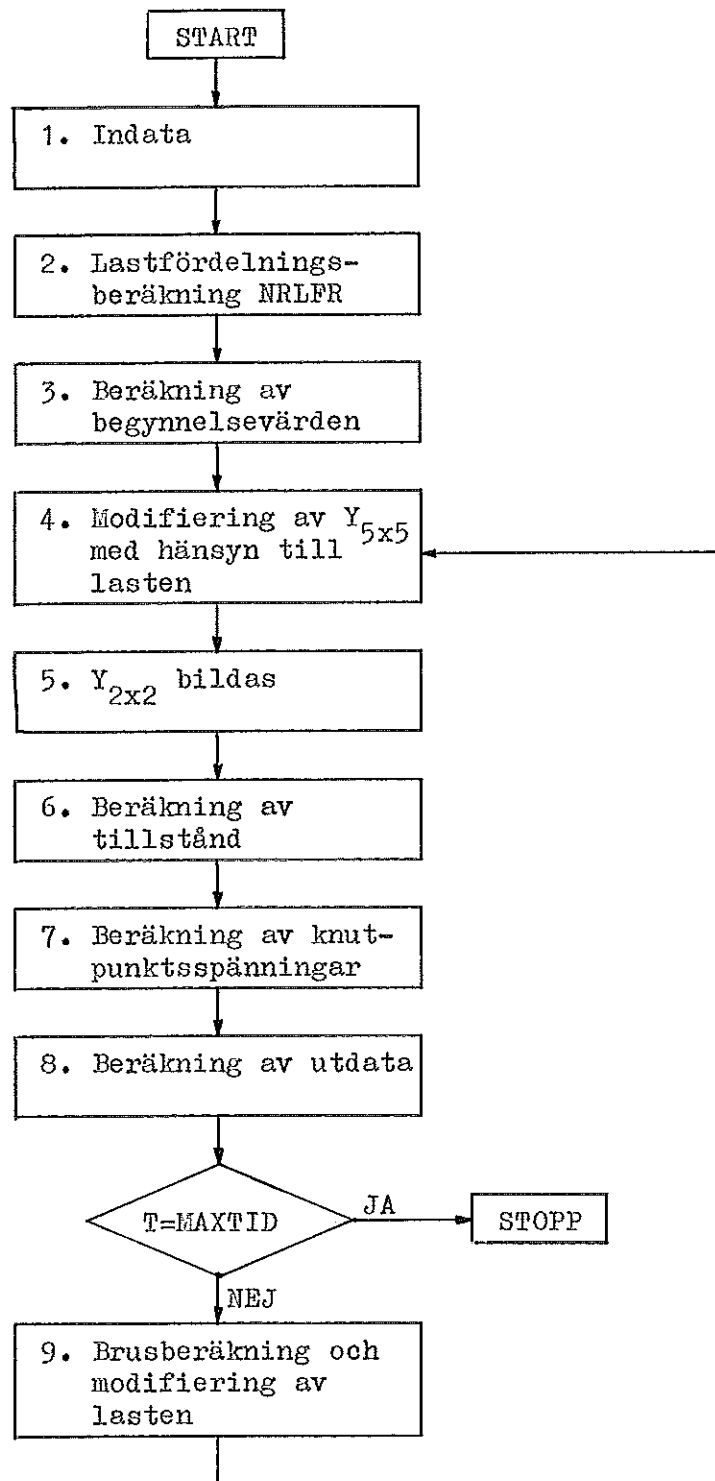 START
1. Indata
2. Lastfördelnings-
beräkning NRLFR
3. Beräkning av
begynnelsevärden
4. Modifiering av Y5x5
med hänsyn till
lasten
5. Y2x2 bildas
6. Beräkning av
tillstånd
7. Beräkning av knut-
punktsspänningar
8. Beräkning av utdata
T=MAXTID
JA
STOPP
NEJ
9. Brusberäkning och
modifiering av
lasten